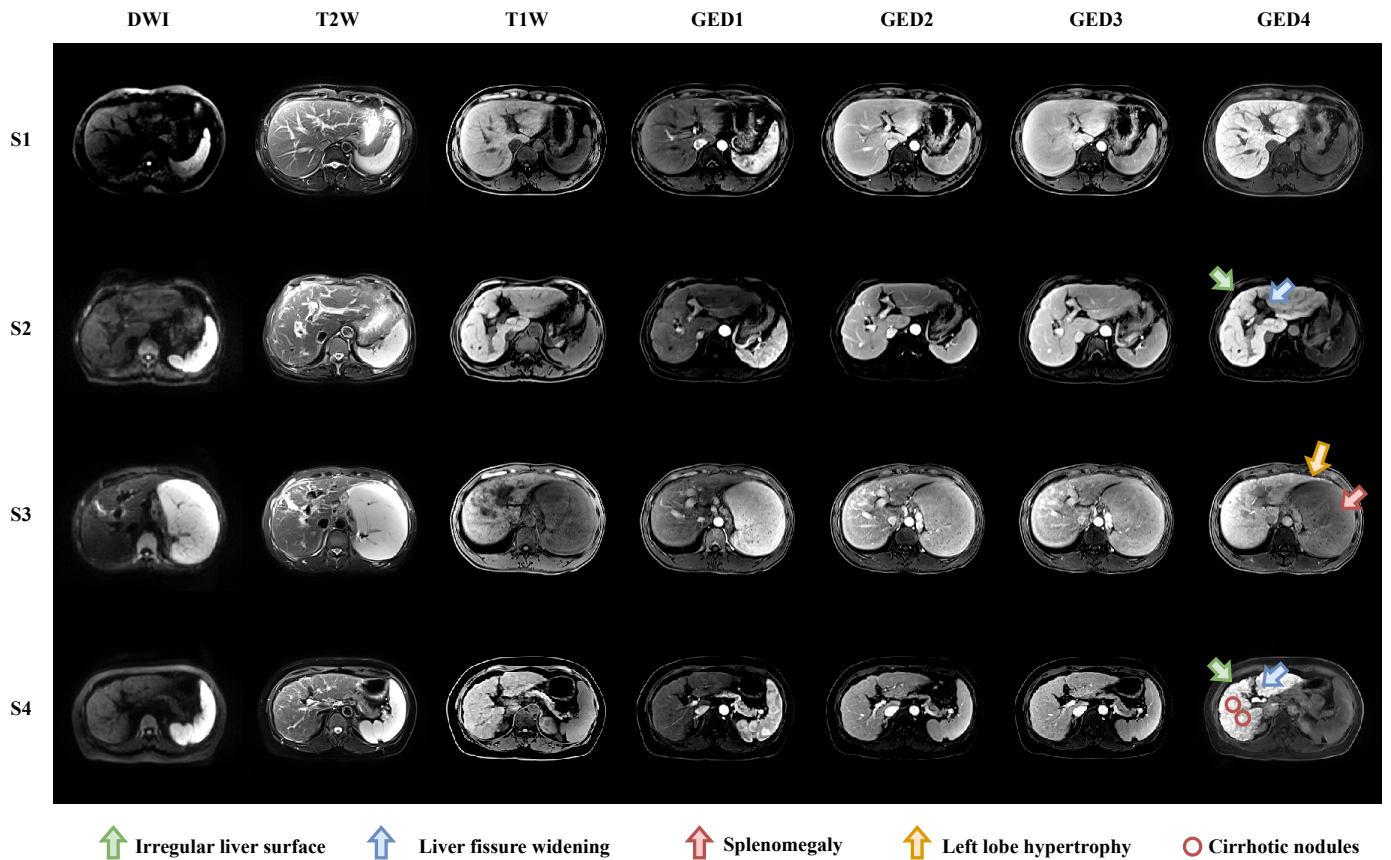 DWI T2W T1W GED1 GED2 GED3 GED4
S1
S2
S3
S4
Irregular liver surface Liver fissure widening Splenomegaly Left lobe hypertrophy Cirrhotic nodules